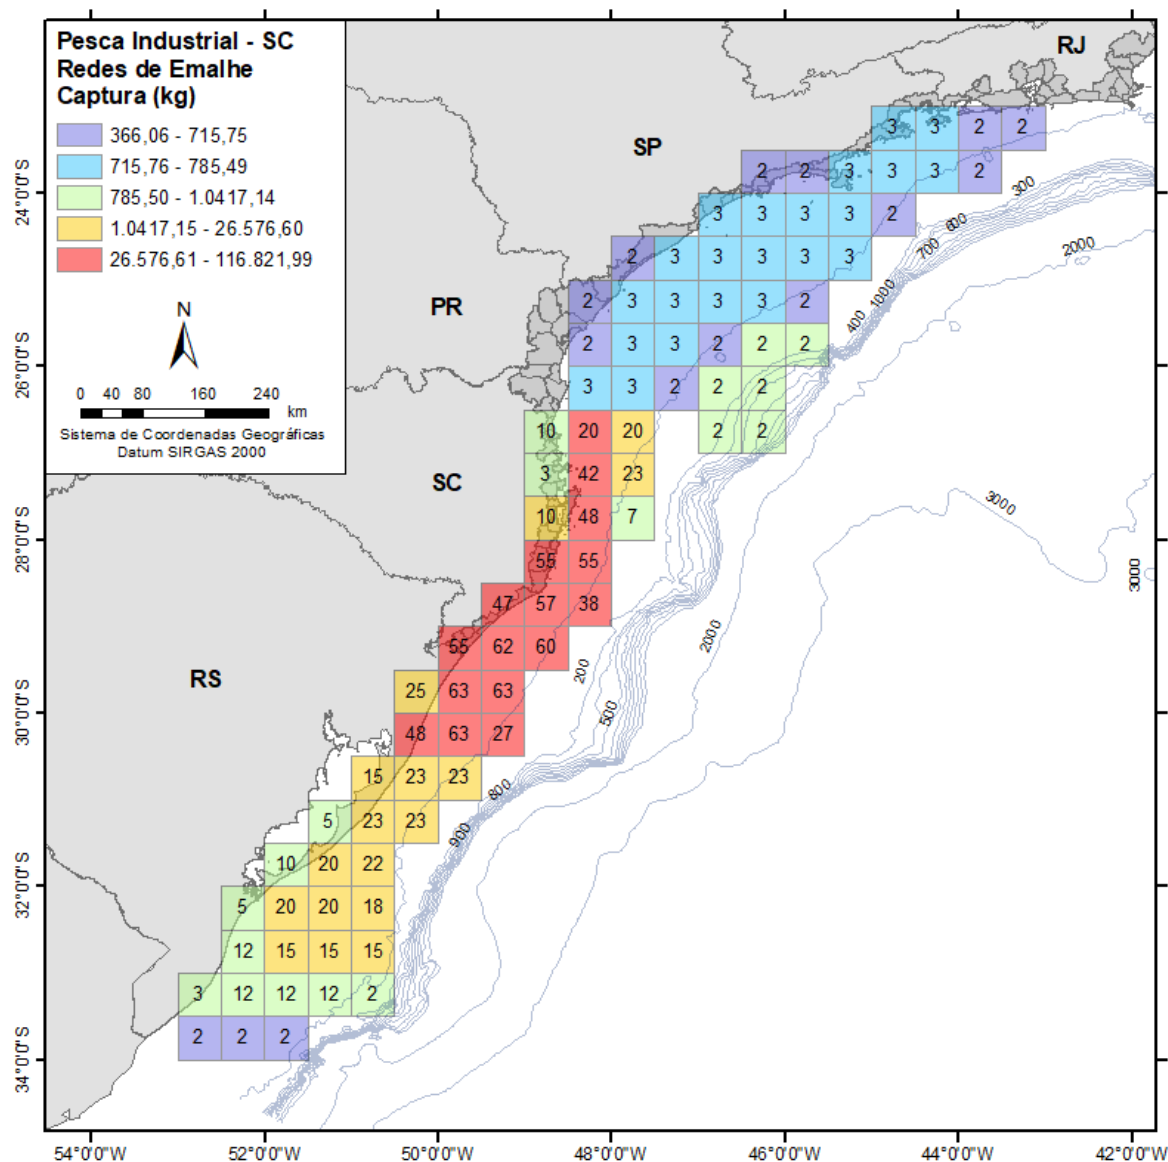 Pesca Industrial - SC
Redes de Emalhe
Captura (kg)
366,06 - 715,75
715,76 - 785,49
785,50 - 1.0417,14
1.0417,15 - 26.576,60
26.576,61 - 116.821,99
N
0 40 80 160 240 km
Sistema de Coordenadas Geográficas
Datum SIRGAS 2000
RJ
SP
PR
SC
RS
3 3 2 2
2 2 3 3 3 2
3 3 3 3 2
2 3 3 3 3 3
2 3 3 3 3 2
2 3 3 2 2 2
3 3 2 2 2
10 20 20 2 2
3 42 23
10 48 7
55 55
47 57 38
55 62 60
25 63 63
48 63 27
15 23 23
5 23 23
10 20 22
5 20 20 18
12 15 15 15
3 12 12 12 2
2 2 2
300
600
700
2000
1000
400
3000
3000
2000
200
500
800
900
24°0'0"S
26°0'0"S
28°0'0"S
30°0'0"S
32°0'0"S
34°0'0"S
54°0'0"W 52°0'0"W 50°0'0"W 48°0'0"W 46°0'0"W 44°0'0"W 42°0'0"W